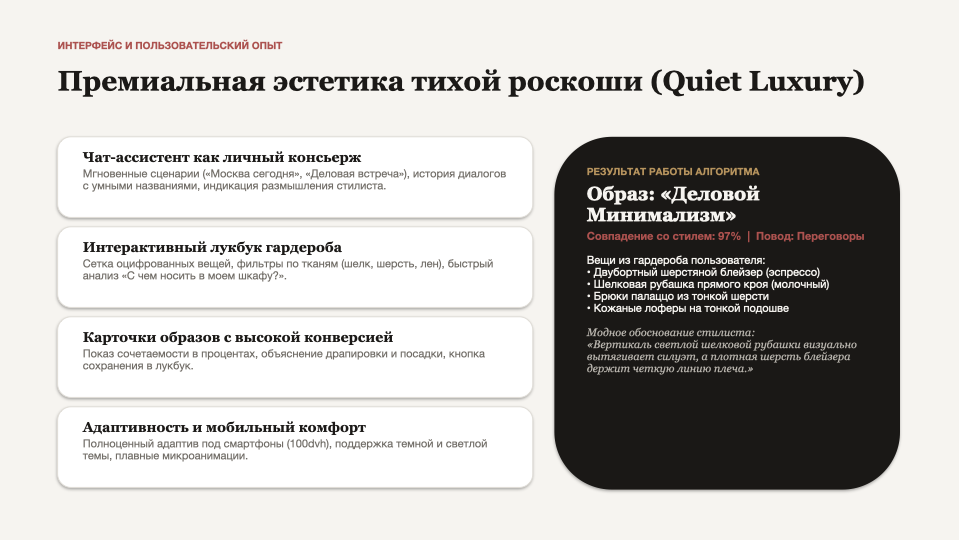 ИНТЕРФЕЙС И ПОЛЬЗОВАТЕЛЬСКИЙ ОПЫТ
Премиальная эстетика тихой роскоши (Quiet Luxury)
Чат-ассистент как личный консьерж
Мгновенные сценарии («Москва сегодня», «Деловая встреча»), история диалогов
с умными названиями, индикация размышления стилиста.
Интерактивный лукбук гардероба
Сетка оцифрованных вещей, фильтры по тканям (шелк, шерсть, лен), быстрый
анализ «С чем носить в моем шкафу?».
Карточки образов с высокой конверсией
Показ сочетаемости в процентах, объяснение драпировки и посадки, кнопка
сохранения в лукбук.
Адаптивность и мобильный комфорт
Полноценный адаптив под смартфоны (100dvh), поддержка темной и светлой
темы, плавные микроанимации.
РЕЗУЛЬТАТ РАБОТЫ АЛГОРИТМА
Образ: «Деловой
Минимализм»
Совпадение со стилем: 97% | Повод: Переговоры
Вещи из гардероба пользователя:
• Двубортный шерстяной блейзер (эспрессо)
• Шелковая рубашка прямого кроя (молочный)
• Брюки палаццо из тонкой шерсти
• Кожаные лоферы на тонкой подошве
Модное обоснование стилиста:
«Вертикаль светлой шелковой рубашки визуально
вытягивает силуэт, а плотная шерсть блейзера
держит четкую линию плеча.»